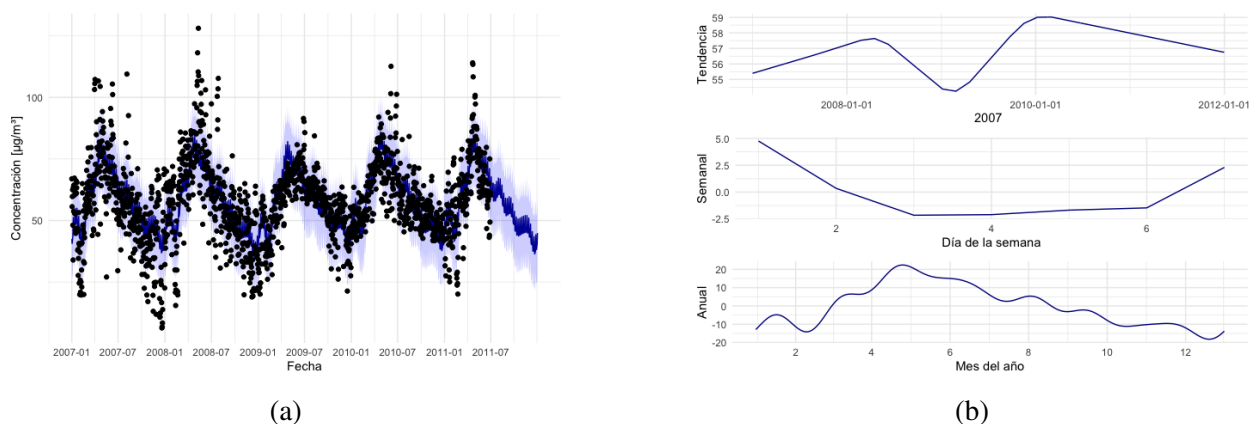 Concentración [µg/m³]
100
50
2007-01 2007-07 2008-01 2008-07 2009-01 2009-07 2010-01 2010-07 2011-01 2011-07
Fecha
(a)
Tendencia
59
58
57
56
55
2008-01-01 2010-01-01 2012-01-01
2007
Semanal
5.0
2.5
0.0
-2.5
2 4 6
Día de la semana
Anual
20
10
0
-10
-20
2 4 6 8 10 12
Mes del año
(b)